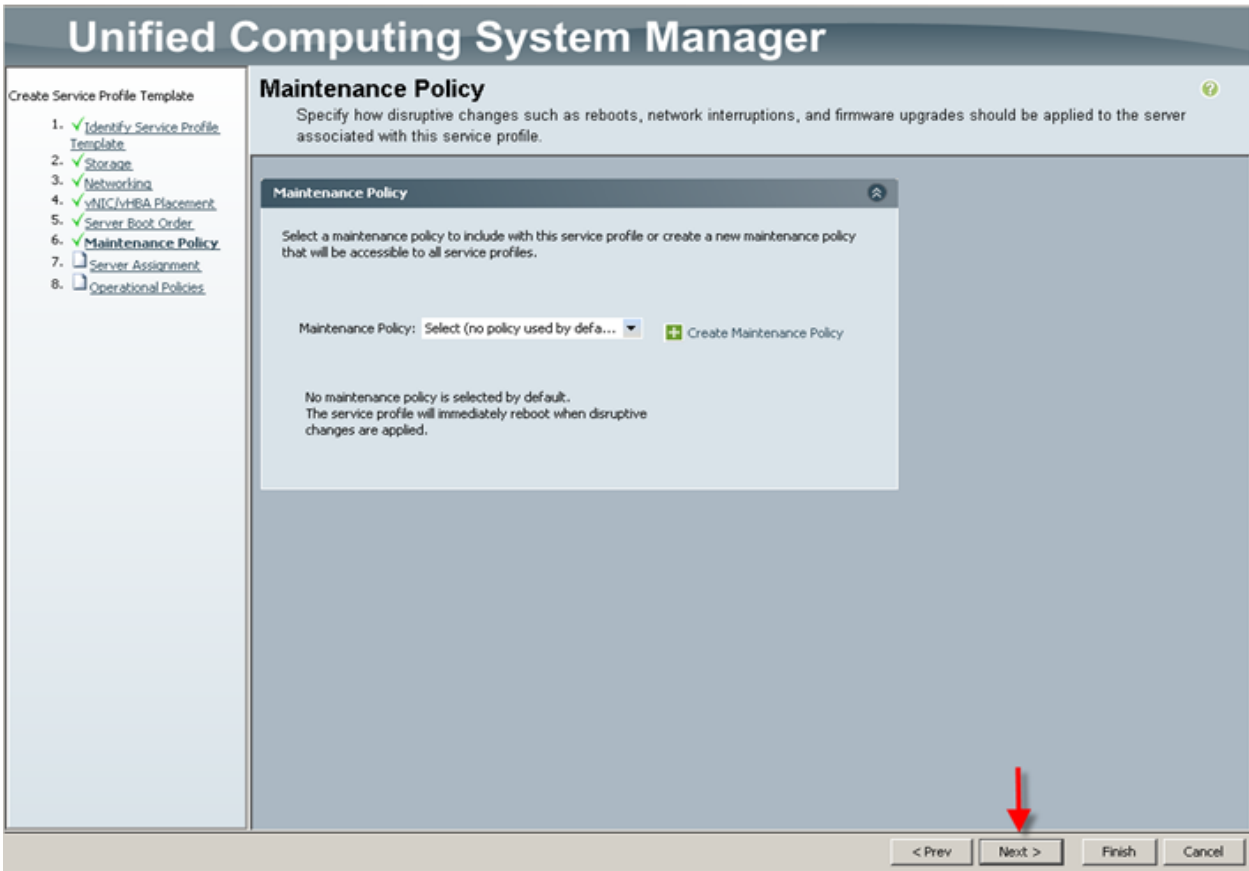 Unified Computing System Manager
Create Service Profile Template
1. Identify Service Profile
Template
2. Storage
3. Networking
4. vNIC/vHBA Placement
5. Server Boot Order
6. Maintenance Policy
7. Server Assignment
8. Operational Policies
Maintenance Policy
Specify how disruptive changes such as reboots, network interruptions, and firmware upgrades should be applied to the server
associated with this service profile.
Maintenance Policy
Select a maintenance policy to include with this service profile or create a new maintenance policy
that will be accessible to all service profiles.
Maintenance Policy: Select (no policy used by defa... Create Maintenance Policy
No maintenance policy is selected by default.
The service profile will immediately reboot when disruptive
changes are applied.
< Prev Next > Finish Cancel